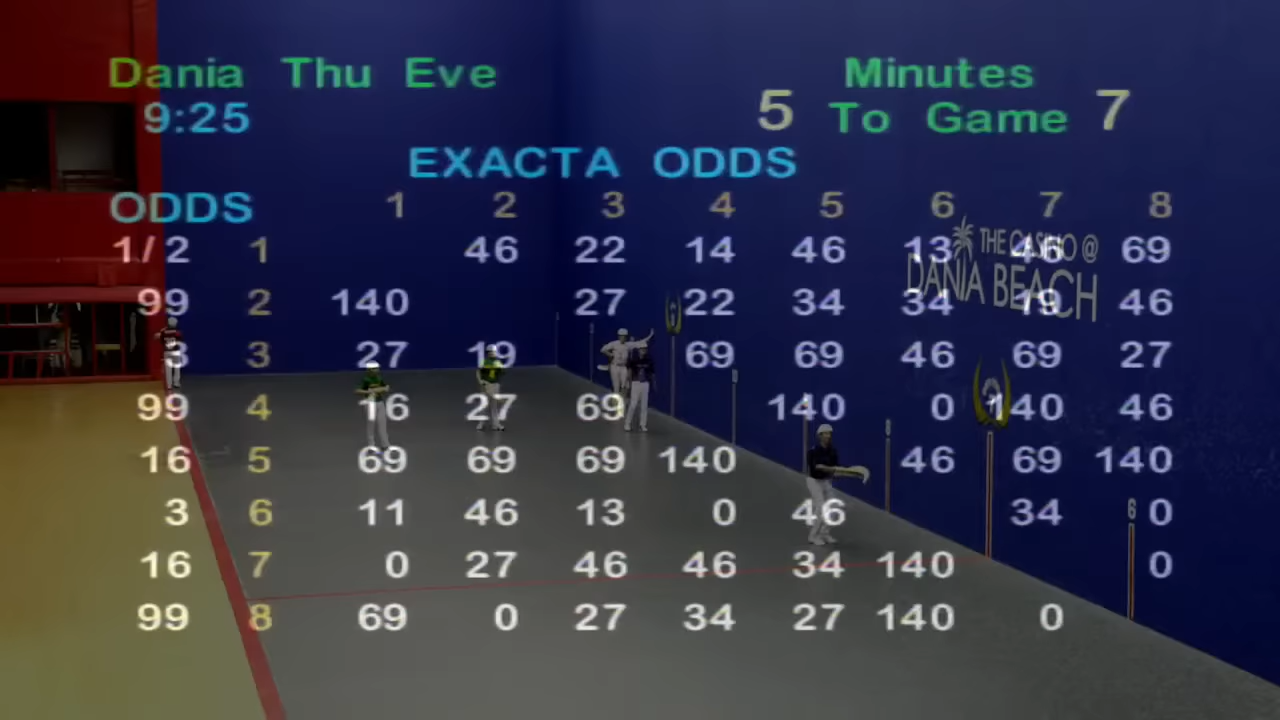 Dania Thu Eve 5 Minutes To Game 7
9:25
EXACTA ODDS
ODDS 1 2 3 4 5 6 7 8
1/2 1 46 22 14 46 13 46 69
99 2 140 27 22 34 34 19 46
3 3 27 19 69 69 46 69 27
99 4 16 27 69 140 0 140 46
16 5 69 69 69 140 46 69 140
3 6 11 46 13 0 46 34 0
16 7 0 27 46 46 34 140 0
99 8 69 0 27 34 27 140 0
THE CASINO @
DANIA BEACH
6